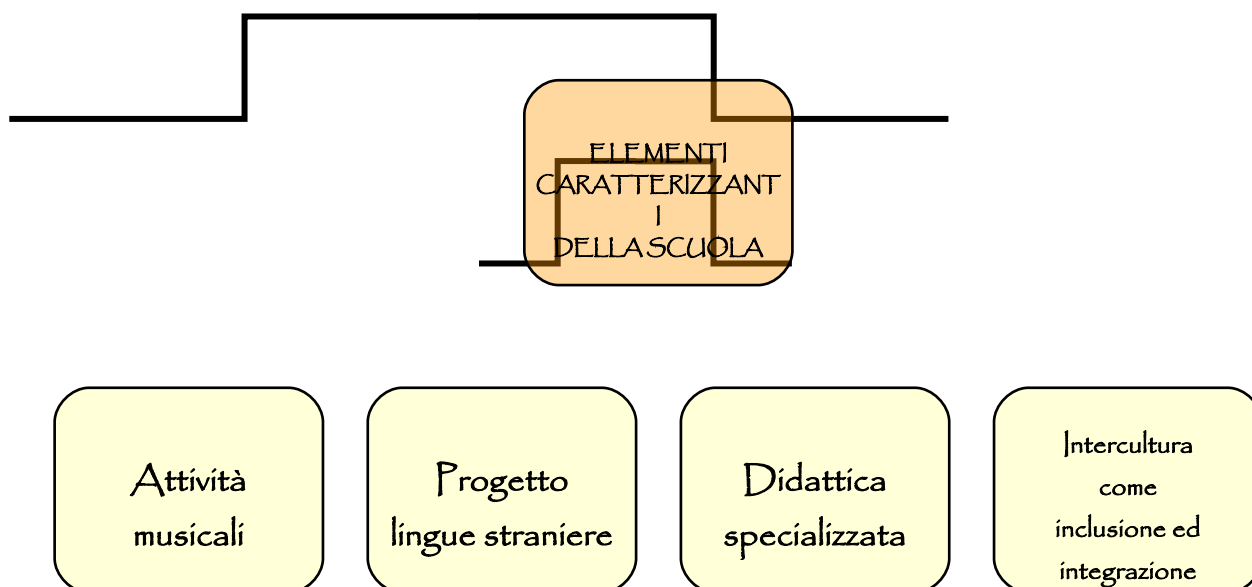 ELEMENTI
CARATTERIZZANT
I
DELLA SCUOLA
Attività
musicali
Progetto
lingue straniere
Didattica
specializzata
Intercultura
come
inclusione ed
integrazione